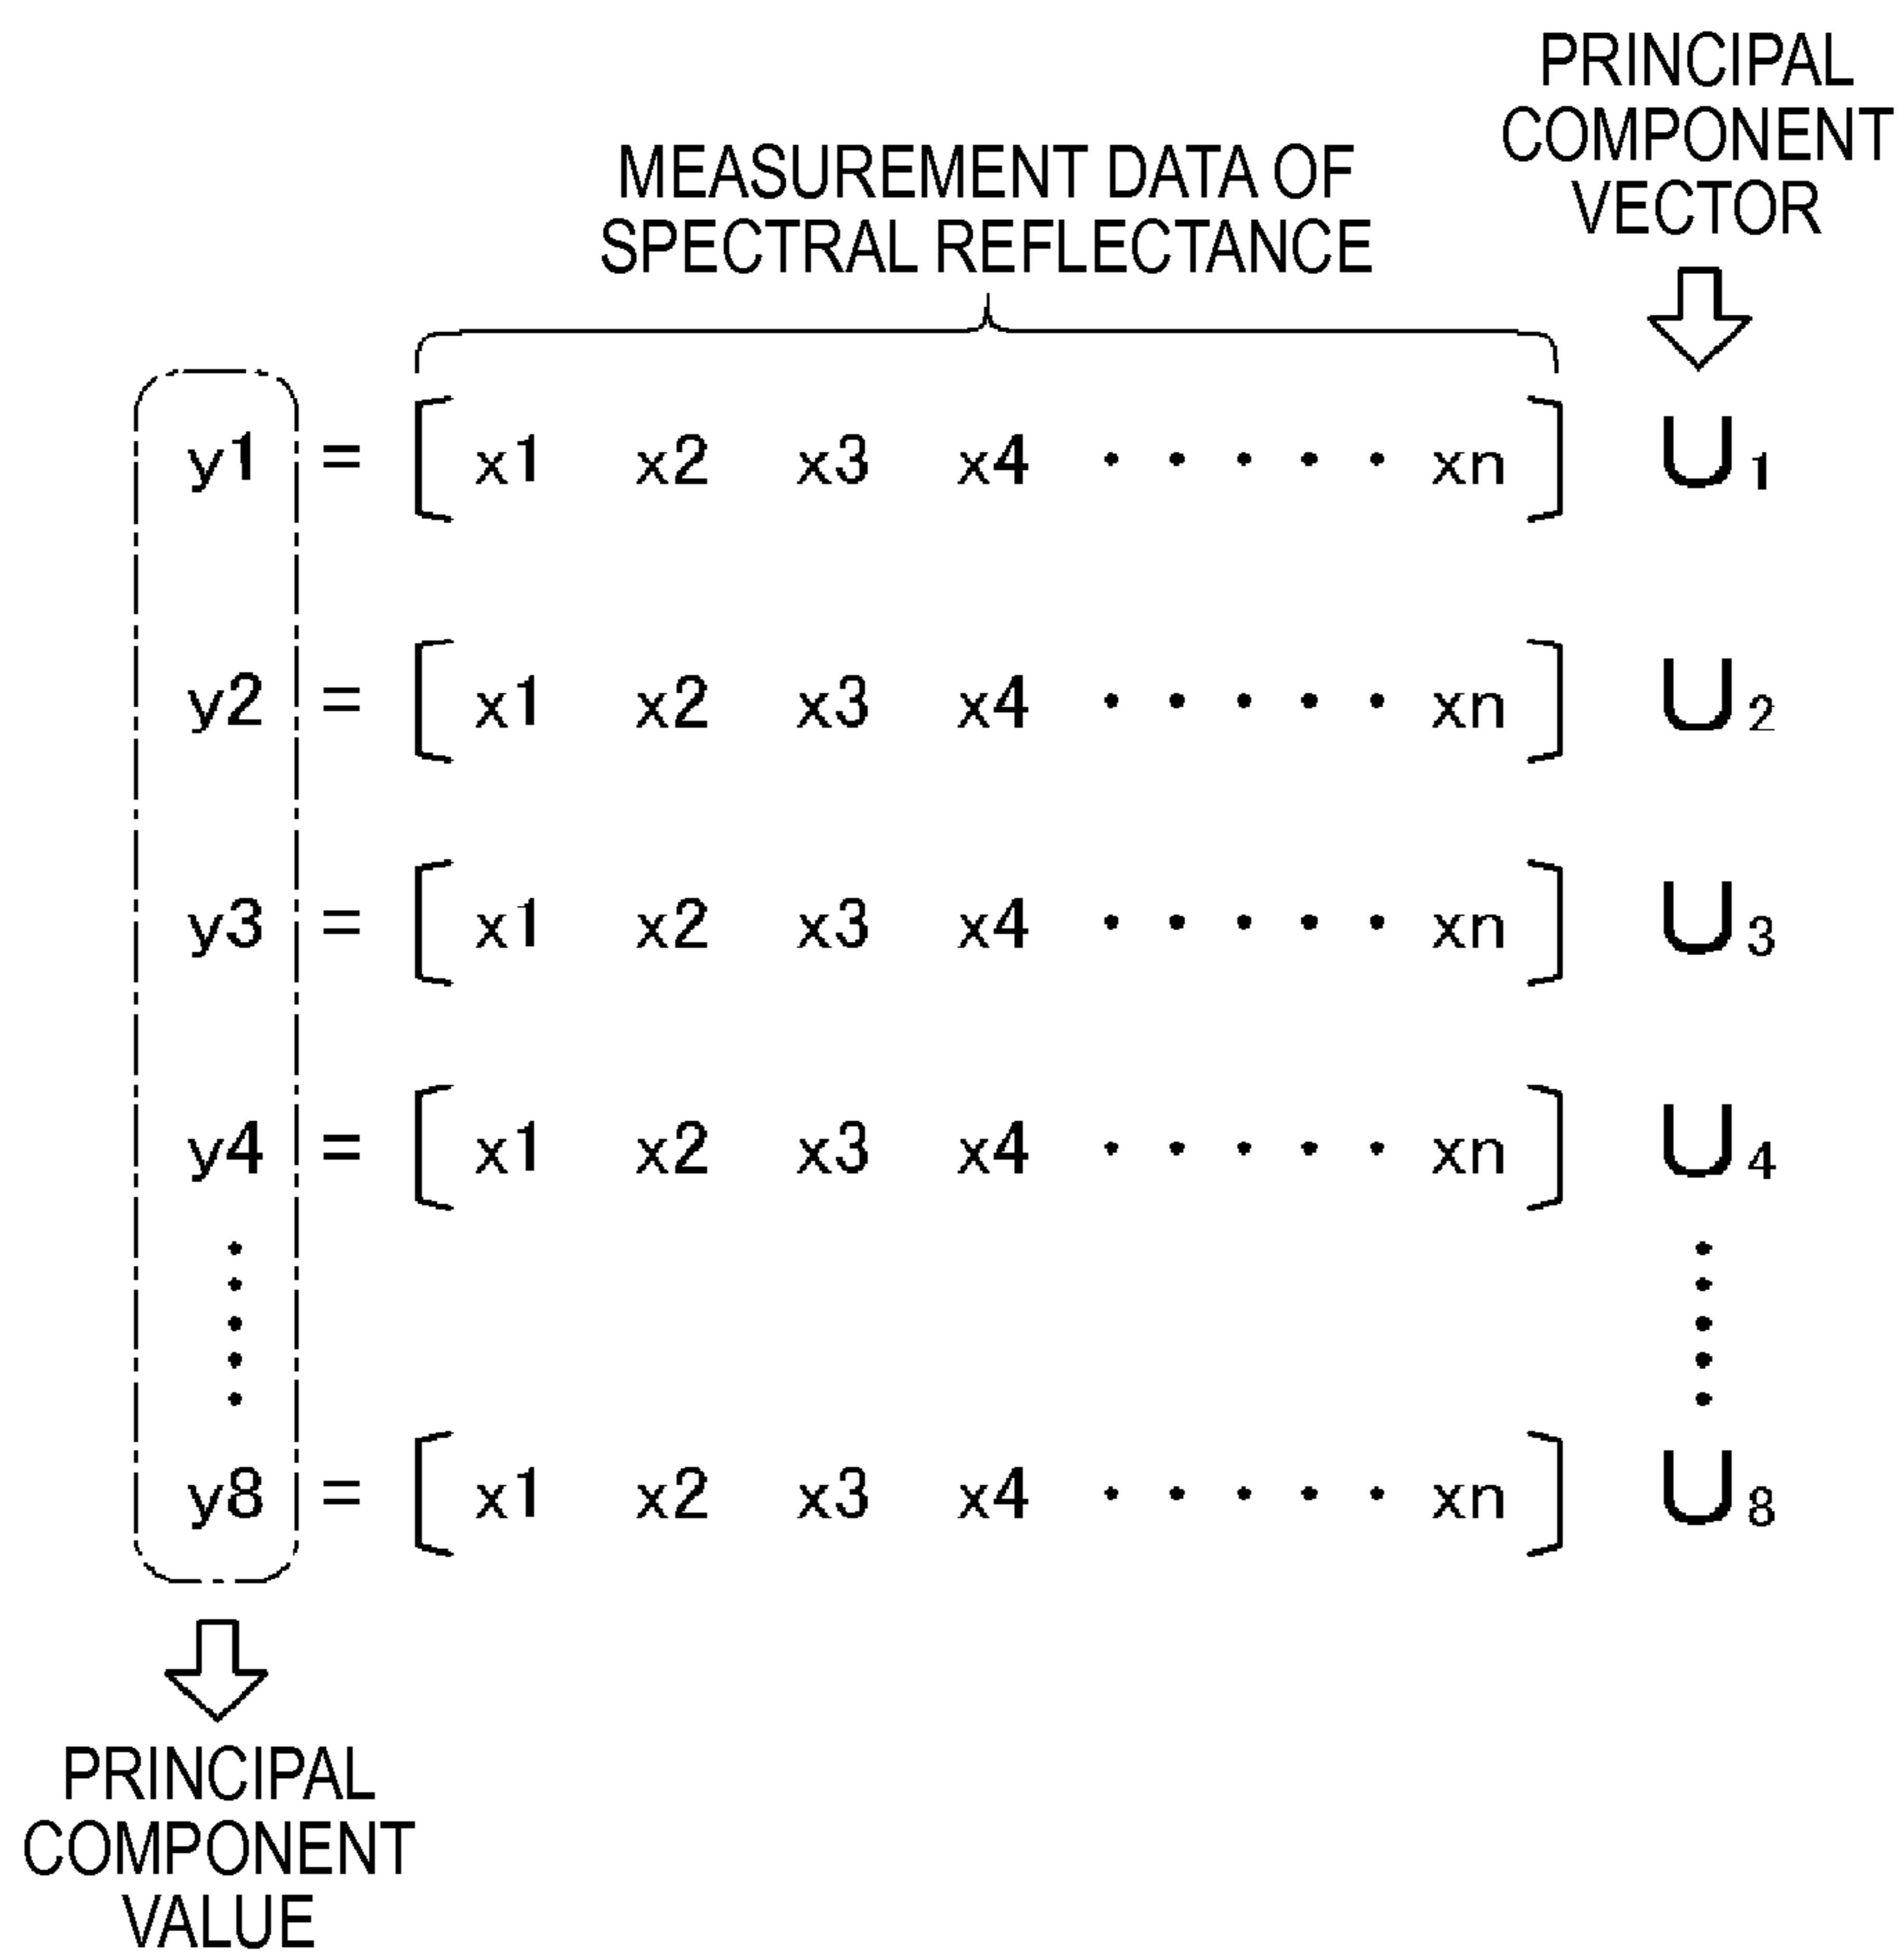 PRINCIPAL
COMPONENT
VECTOR
MEASUREMENT DATA OF
SPECTRAL REFLECTANCE
y1 = [ x1 x2 x3 x4 ・・・・・ xn ] U1
y2 = [ x1 x2 x3 x4 ・・・・・ xn ] U2
y3 = [ x1 x2 x3 x4 ・・・・・ xn ] U3
y4 = [ x1 x2 x3 x4 ・・・・・ xn ] U4
y8 = [ x1 x2 x3 x4 ・・・・・ xn ] U8
PRINCIPAL
COMPONENT
VALUE